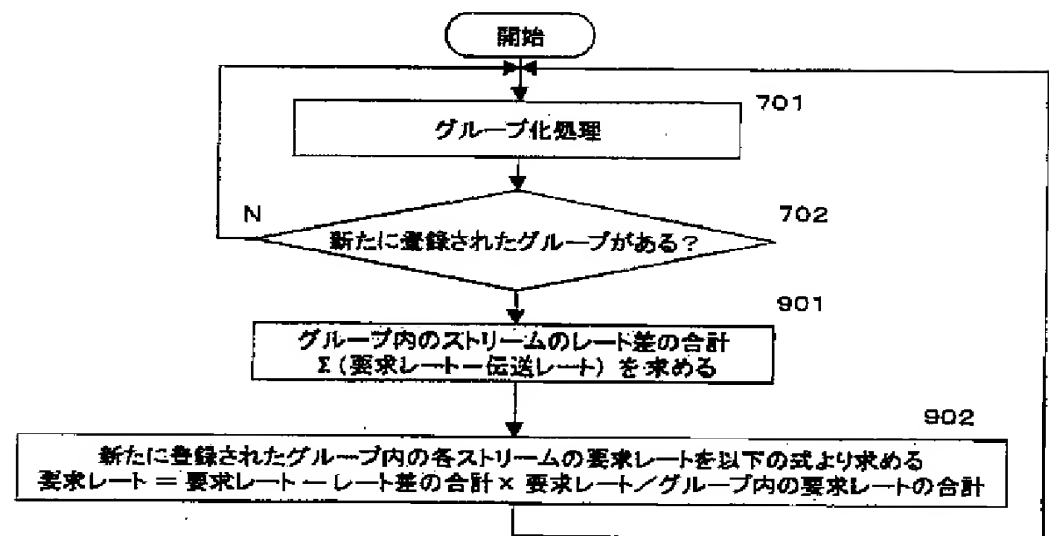 開始
701
グループ化処理
N
702
新たに登録されたグループがある?
901
グループ内のストリームのレート差の合計
Σ(要求レートー伝送レート)を求める
902
新たに登録されたグループ内の各ストリームの要求レートを以下の式より求める
要求レート=要求レートーレート差の合計×要求レート/グループ内の要求レートの合計